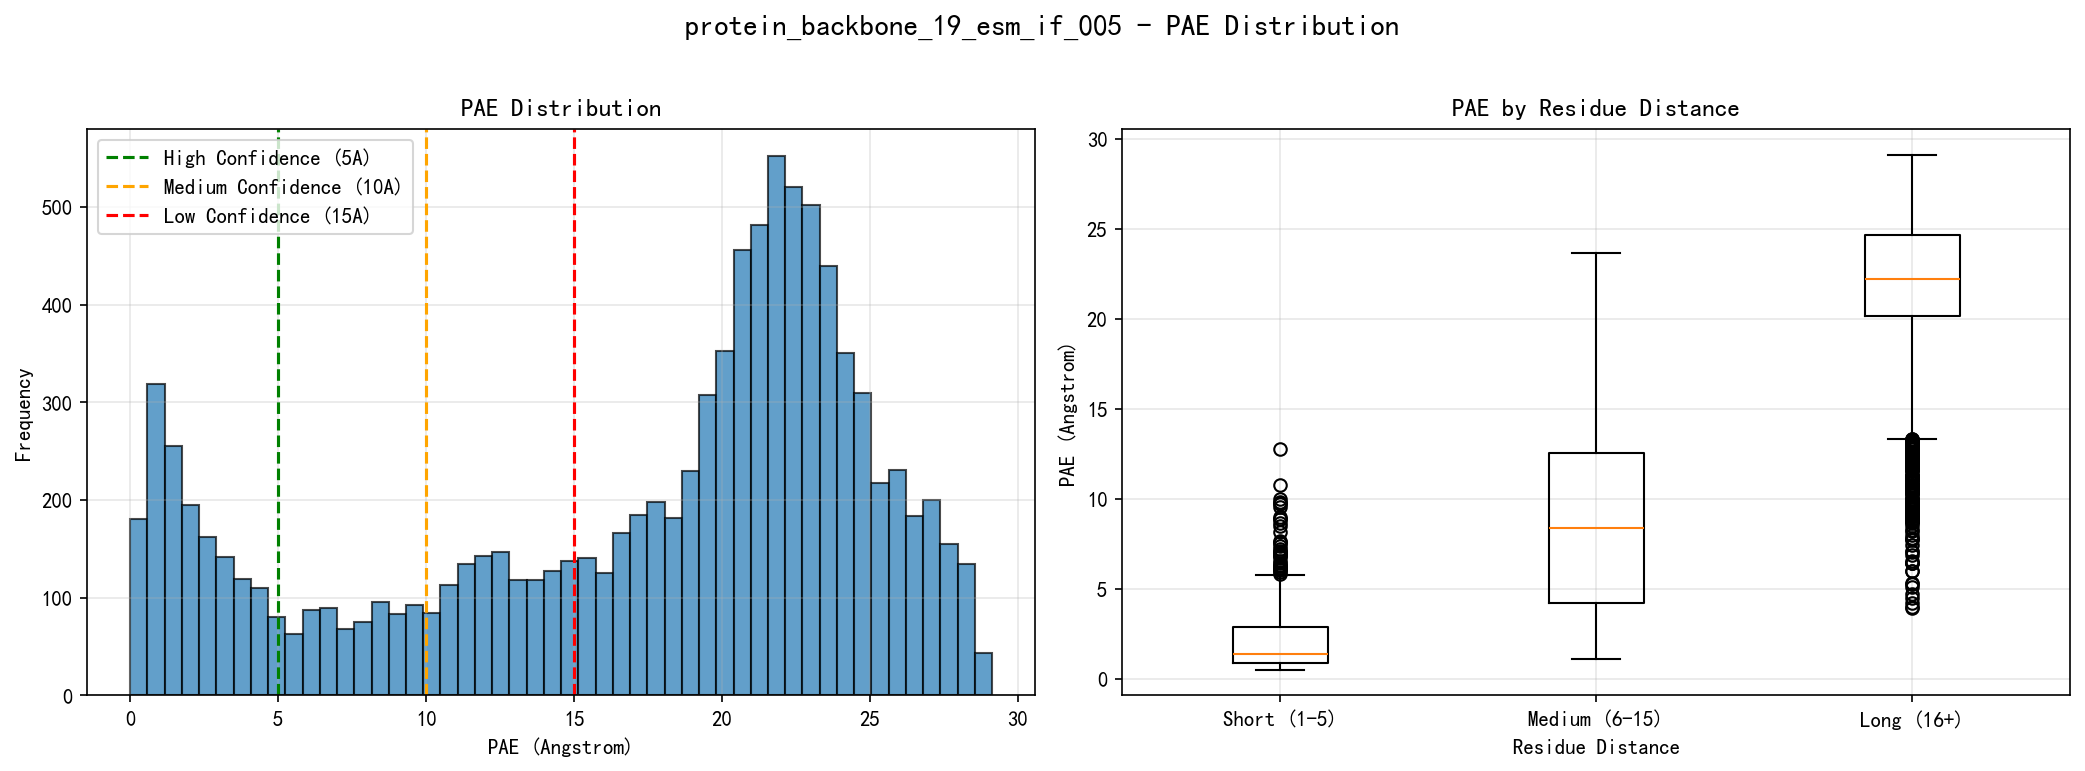 protein_backbone_19_esm_if_005 - PAE Distribution
PAE Distribution
High Confidence (5A)
Medium Confidence (10A)
Low Confidence (15A)
Frequency
0
100
200
300
400
500
0 5 10 15 20 25 30
PAE (Angstrom)
PAE by Residue Distance
PAE (Angstrom)
30
25
20
15
10
5
0
Short (1-5) Medium (6-15) Long (16+)
Residue Distance